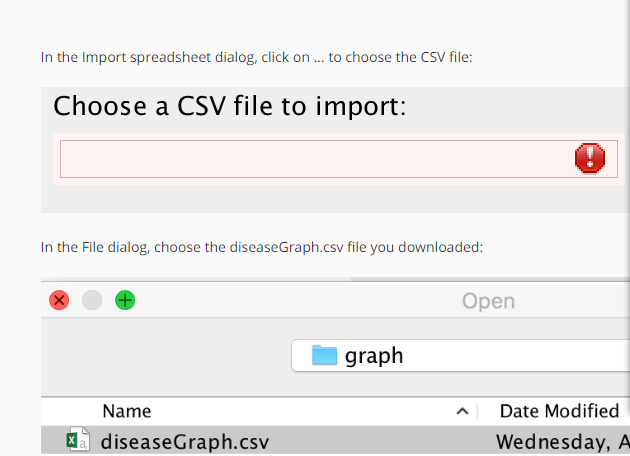 In the Import spreadsheet dialog, click on ... to choose the CSV file:
Choose a CSV file to import:
In the File dialog, choose the diseaseGraph.csv file you downloaded:
Open
graph
Name Date Modified
diseaseGraph.csv Wednesday, A